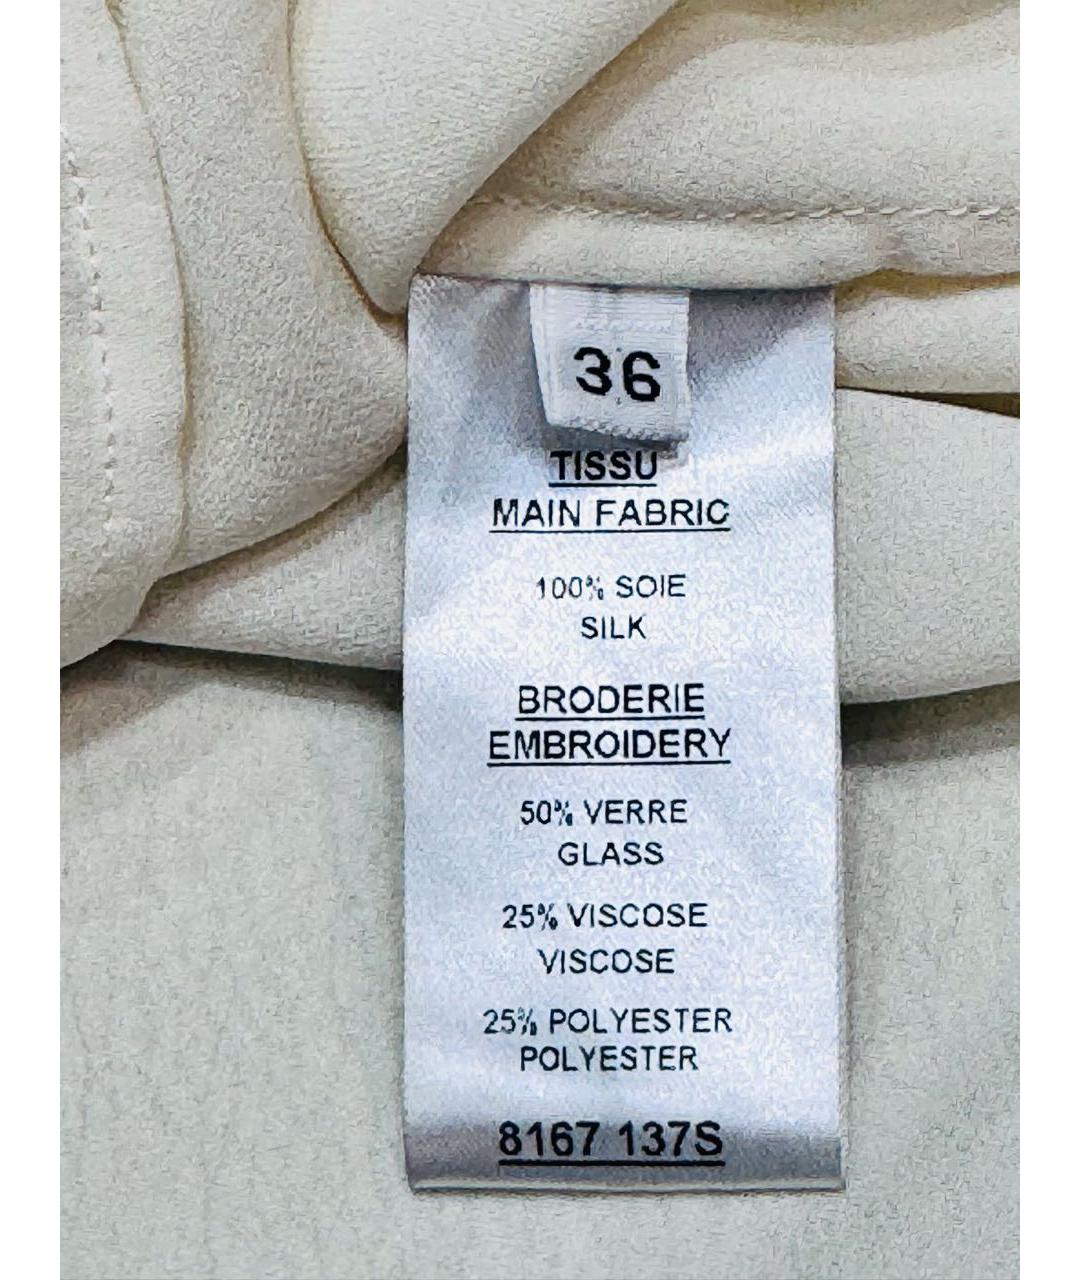 36
TISSU
MAIN FABRIC
100% SOIE
SILK
BRODERIE
EMBROIDERY
50% VERRE
GLASS
25% VISCOSE
VISCOSE
25% POLYESTER
POLYESTER
8167 137S